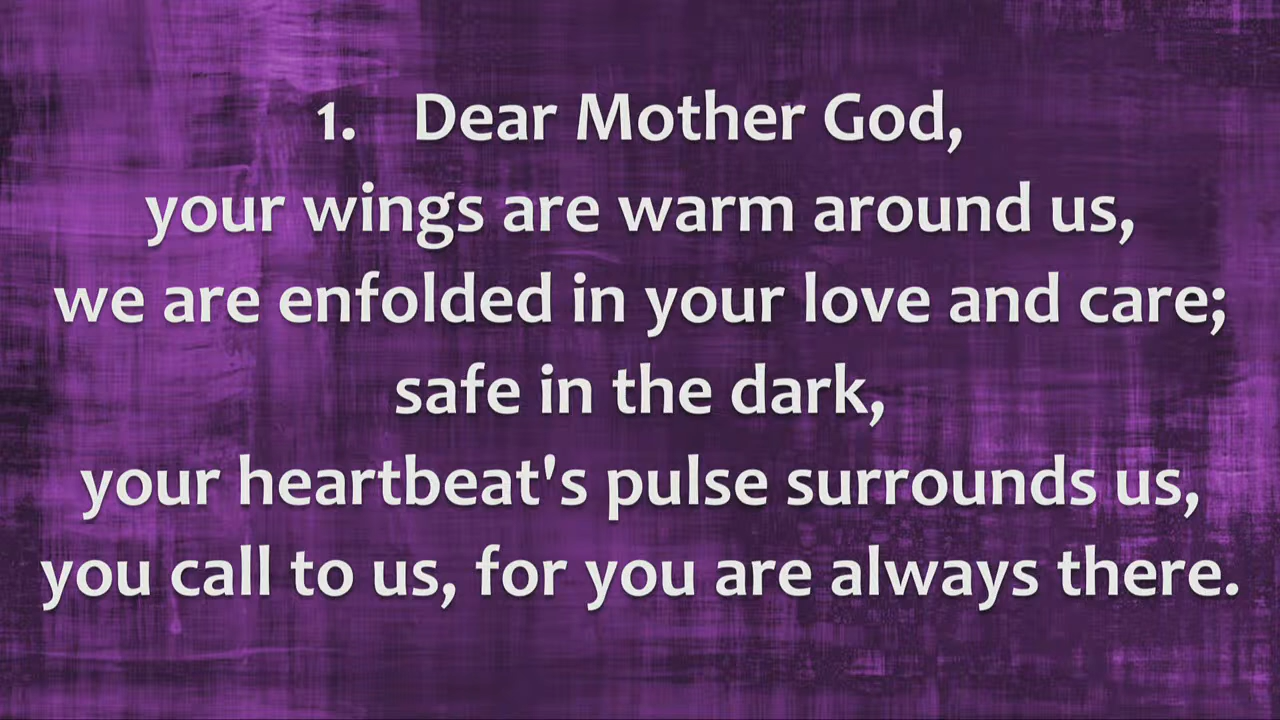 1. Dear Mother God,
your wings are warm around us,
we are enfolded in your love and care;
safe in the dark,
your heartbeat's pulse surrounds us,
you call to us, for you are always there.